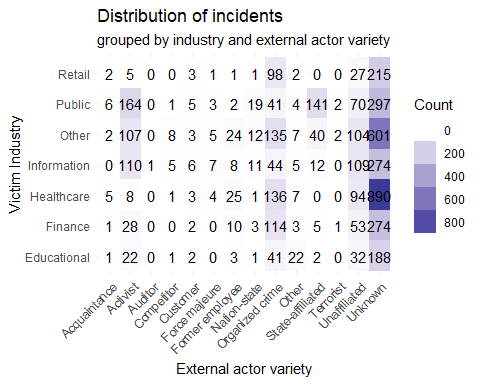 Distribution of incidents
grouped by industry and external actor variety
Retail 2 5 0 0 3 1 1 1 98 2 0 0 27 215
Public 6 164 0 1 5 3 2 19 41 4 141 2 70 297
Other 2 107 0 8 3 5 24 12 135 7 40 2 104 601
Information 0 110 1 5 6 7 8 11 44 5 12 0 109 274
Healthcare 5 8 0 1 3 4 25 1 136 7 0 0 94 890
Finance 1 28 0 0 2 0 10 3 114 3 5 1 53 274
Educational 1 22 0 1 2 0 3 1 41 22 2 0 32 188
Victim Industry
Acquaintance
Activist
Auditor
Competitor
Customer
Force majeure
Former employee
Nation-state
Organized crime
Other
State-affiliated
Terrorist
Unaffiliated
Unknown
External actor variety
Count
0
200
400
600
800